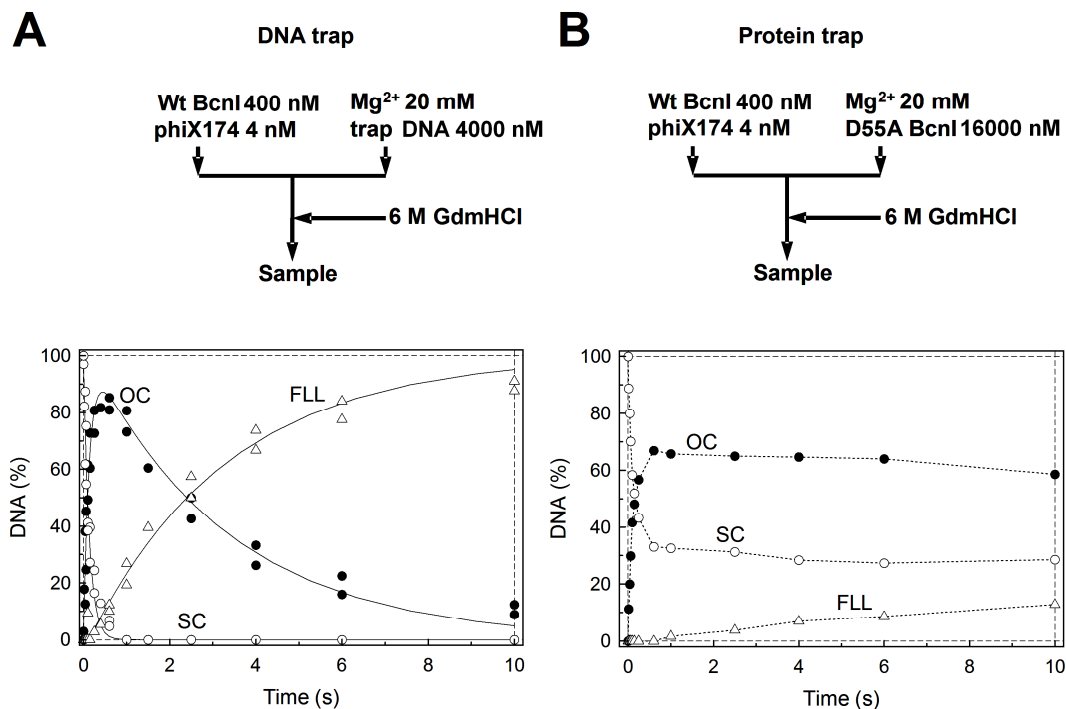 A
DNA trap
Wt BcnI 400 nM
phiX174 4 nM
Mg²⁺ 20 mM
trap DNA 4000 nM
6 M GdmHCl
Sample
100
80
60
40
20
0
DNA (%)
OC
FLL
SC
0 2 4 6 8 10
Time (s)
B
Protein trap
Wt BcnI 400 nM
phiX174 4 nM
Mg²⁺ 20 mM
D55A BcnI 16000 nM
6 M GdmHCl
Sample
100
80
60
40
20
0
DNA (%)
OC
SC
FLL
0 2 4 6 8 10
Time (s)